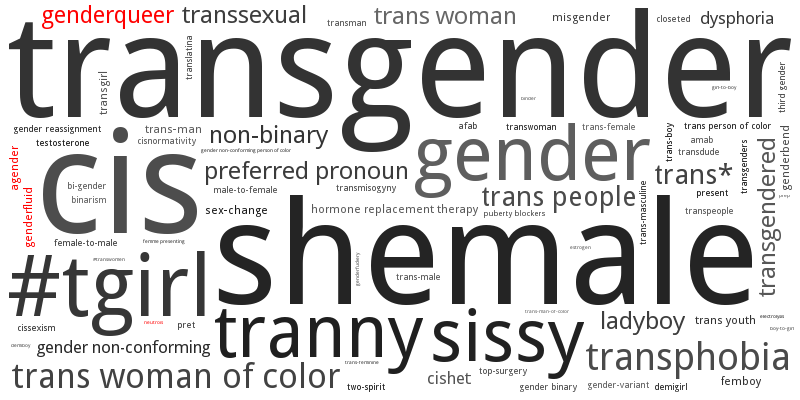 genderqueer
transsexual
transman
trans woman
misgender
closeted
dysphoria
transgender
translatina
transgirl
girl-to-boy
third gender
gender reassignment
trans-man
non-binary
afab
transwoman
trans-female
trans-boy
trans person of color
genderbend
testosterone
cisnormativity
gender non-conforming person of color
gender
amab
transdude
transgenders
transgendered
agender
cis
preferred pronoun
trans*
bi-gender
binarism
male-to-female
transmisogyny
trans people
present
genderfluid
sex-change
hormone replacement therapy
puberty blockers
trans-masculine
transpeople
female-to-male
femme presenting
shemale
estrogen
#transwomen
#tgirl
genderfuckery
trans-male
cissexism
neutrois
pret
tranny
sissy
trans-man-of-color
ladyboy
trans youth
electrolysis
boy-to-girl
gender non-conforming
transphobia
trans woman of color
trans-feminine
two-spirit
cishet
top-surgery
gender binary
gender-variant
demigirl
femboy